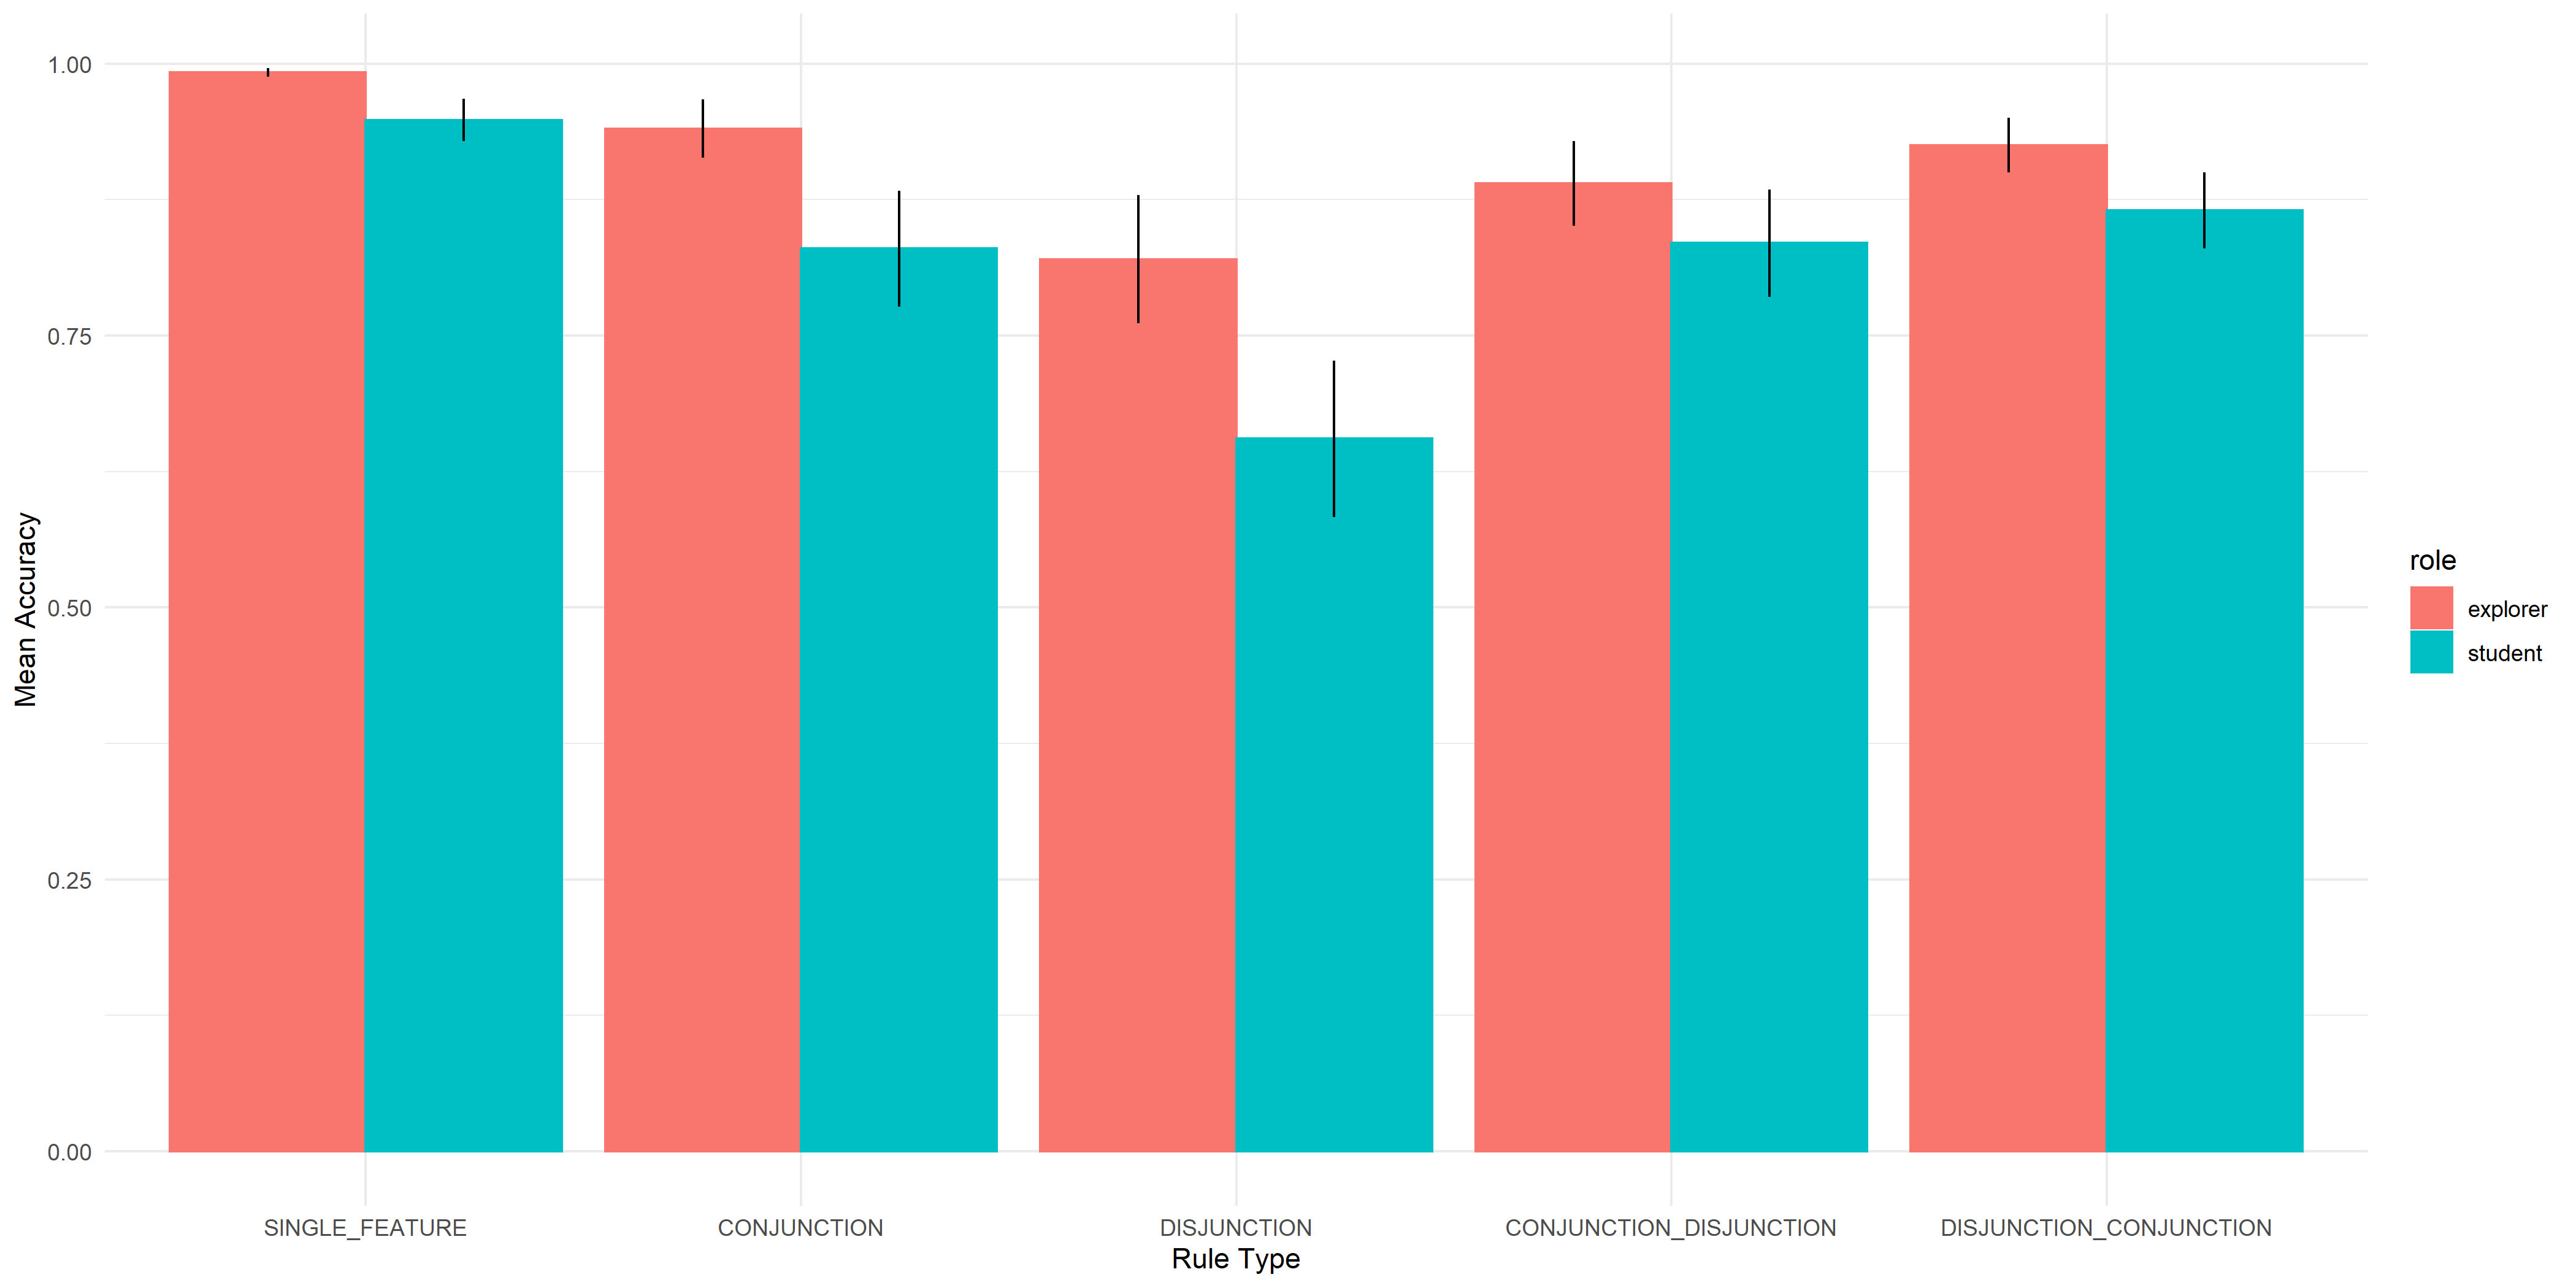 1.00
0.75
0.50
0.25
0.00
Mean Accuracy
SINGLE_FEATURE
CONJUNCTION
DISJUNCTION
CONJUNCTION_DISJUNCTION
DISJUNCTION_CONJUNCTION
Rule Type
role
explorer
student